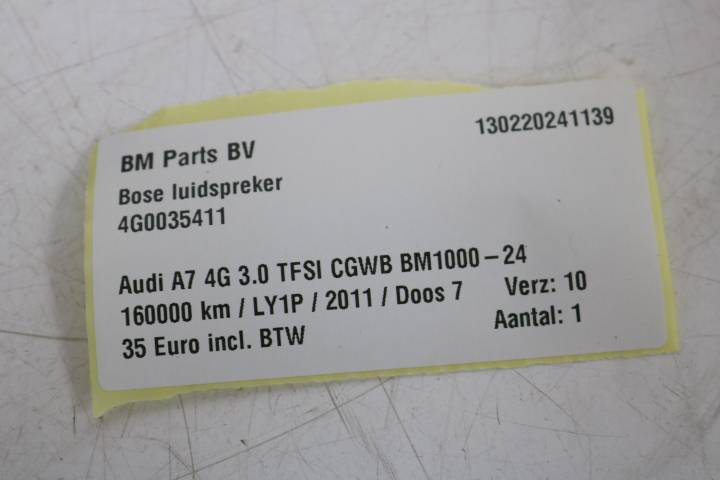 BM Parts BV 130220241139
Bose luidspreker
4G0035411
Audi A7 4G 3.0 TFSI CGWB BM1000-24
160000 km / LY1P / 2011 / Doos 7 Verz: 10
35 Euro incl. BTW Aantal: 1